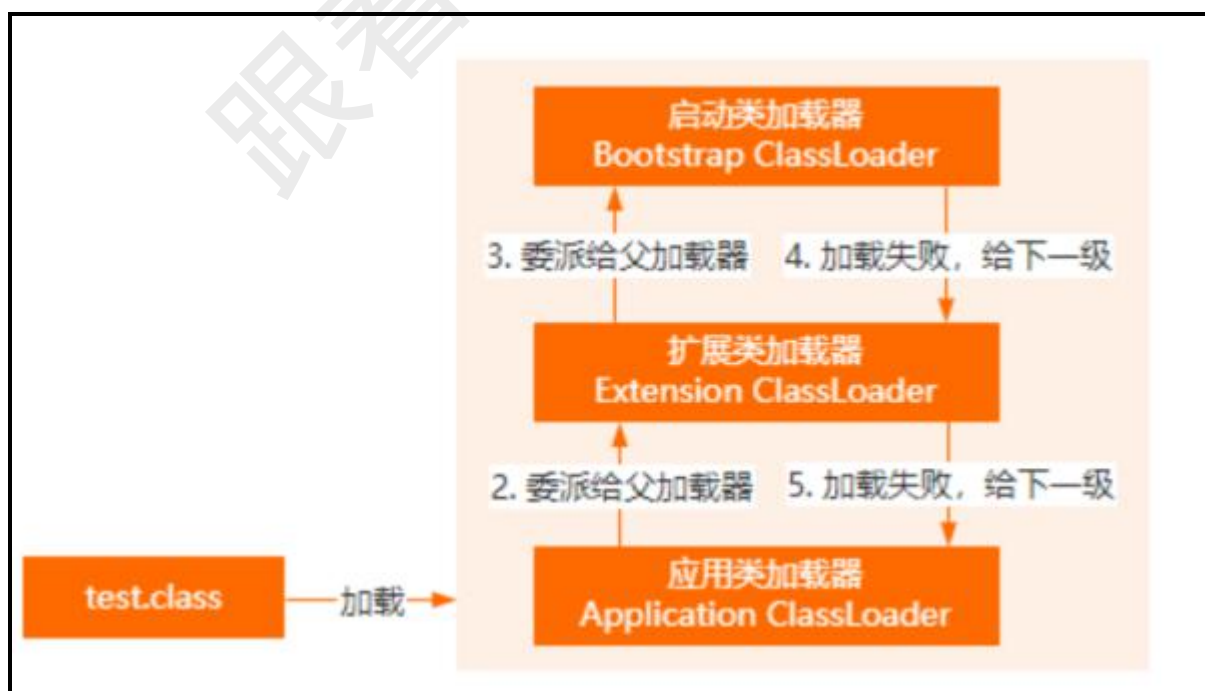 跟着
启动类加载器
Bootstrap ClassLoader
3. 委派给父加载器
4. 加载失败，给下一级
扩展类加载器
Extension ClassLoader
2. 委派给父加载器
5. 加载失败，给下一级
test.class
加载
应用类加载器
Application ClassLoader